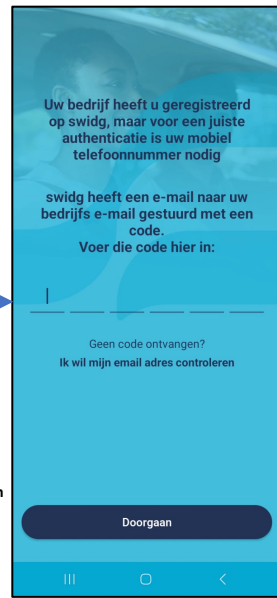 Uw bedrijf heeft u geregistreerd
op swidg, maar voor een juiste
authenticatie is uw mobiel
telefoonnummer nodig
swidg heeft een e-mail naar uw
bedrijfs e-mail gestuurd met een
code.
Voer die code hier in:
Geen code ontvangen?
Ik wil mijn email adres controleren
n
Doorgaan